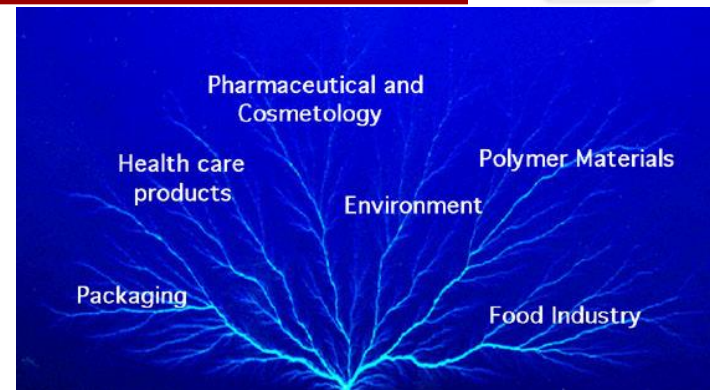 Pharmaceutical and
Cosmetology
Health care
products
Polymer Materials
Environment
Packaging
Food Industry